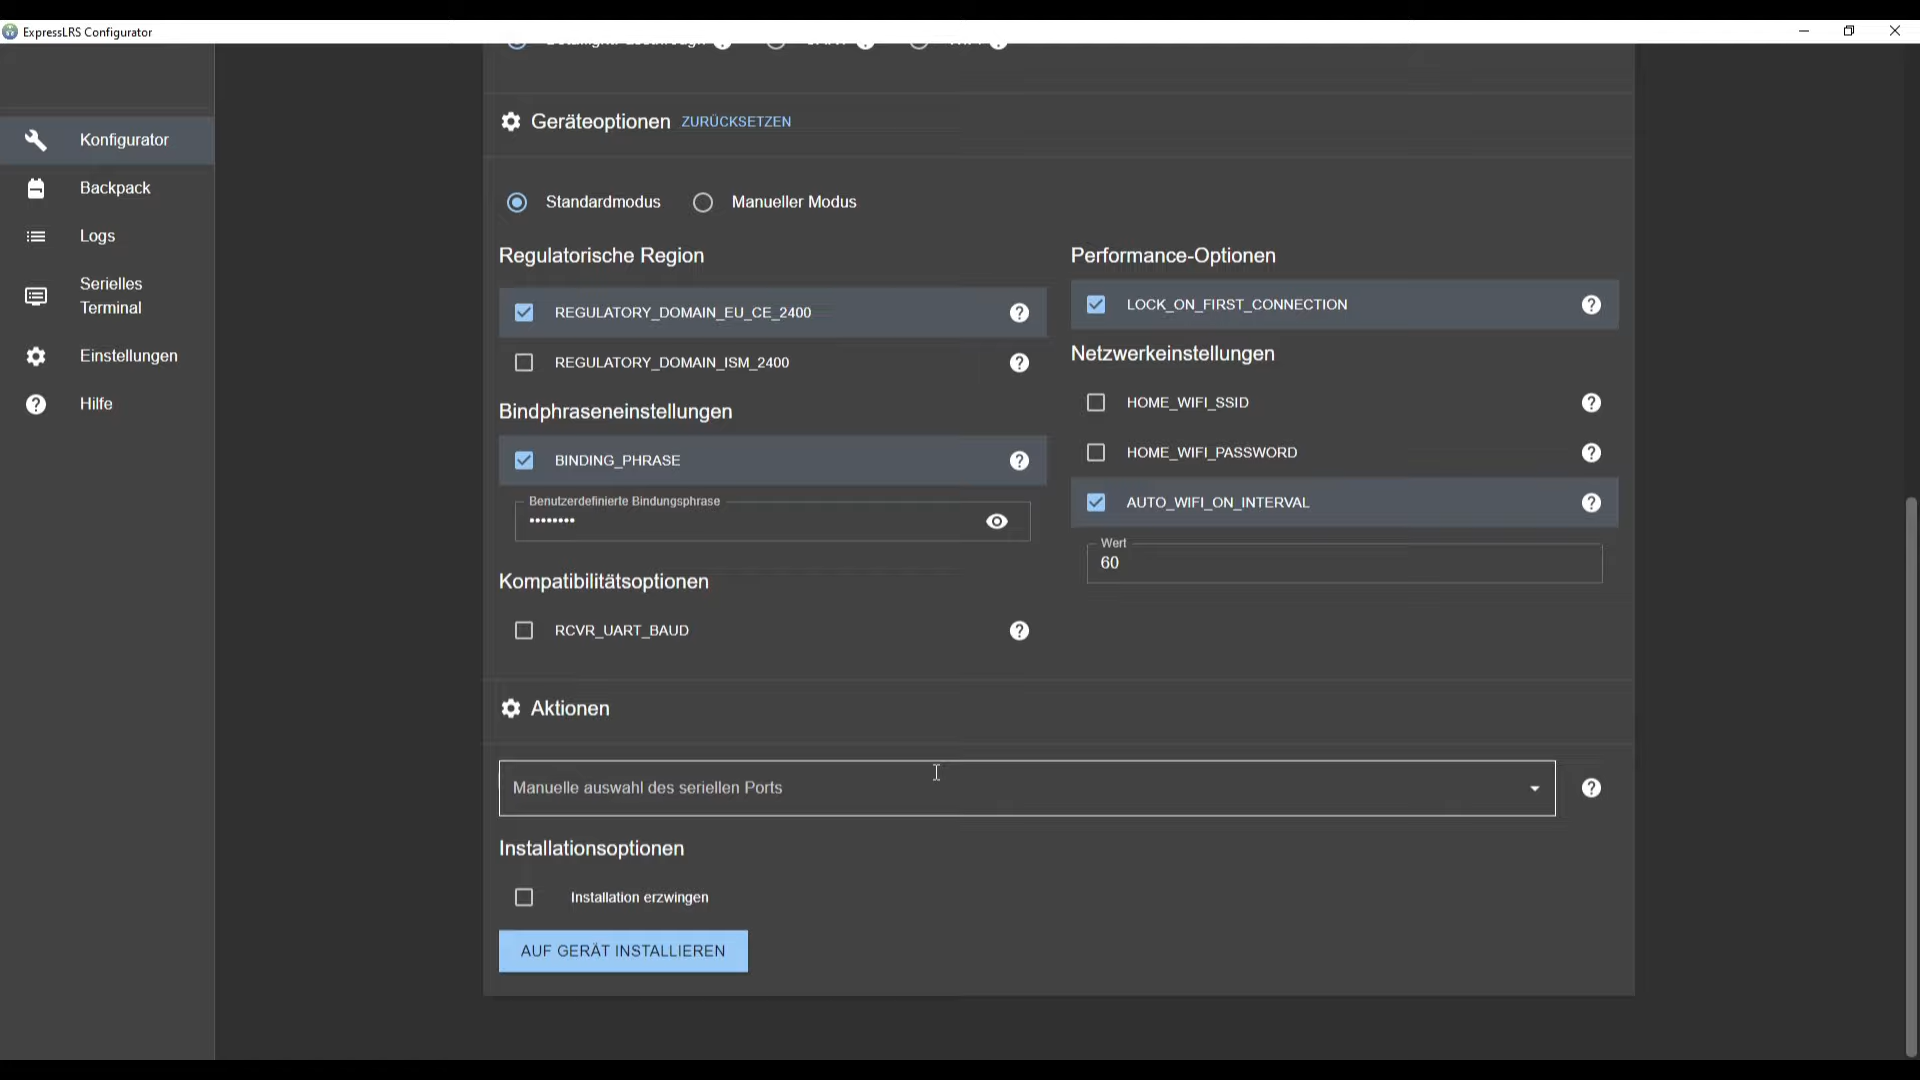 ExpressLRS Configurator
Konfigurator
Backpack
Logs
Serielles
Terminal
Einstellungen
Hilfe
Geräteoptionen ZURÜCKSETZEN
Standardmodus Manueller Modus
Regulatorische Region
REGULATORY_DOMAIN_EU_CE_2400
REGULATORY_DOMAIN_ISM_2400
Bindphraseneinstellungen
BINDING_PHRASE
Benutzerdefinierte Bindungsphrase
••••••••
Kompatibilitätsoptionen
RCVR_UART_BAUD
Performance-Optionen
LOCK_ON_FIRST_CONNECTION
Netzwerkeinstellungen
HOME_WIFI_SSID
HOME_WIFI_PASSWORD
AUTO_WIFI_ON_INTERVAL
Wert
60
Aktionen
Manuelle auswahl des seriellen Ports
Installationsoptionen
Installation erzwingen
AUF GERÄT INSTALLIEREN